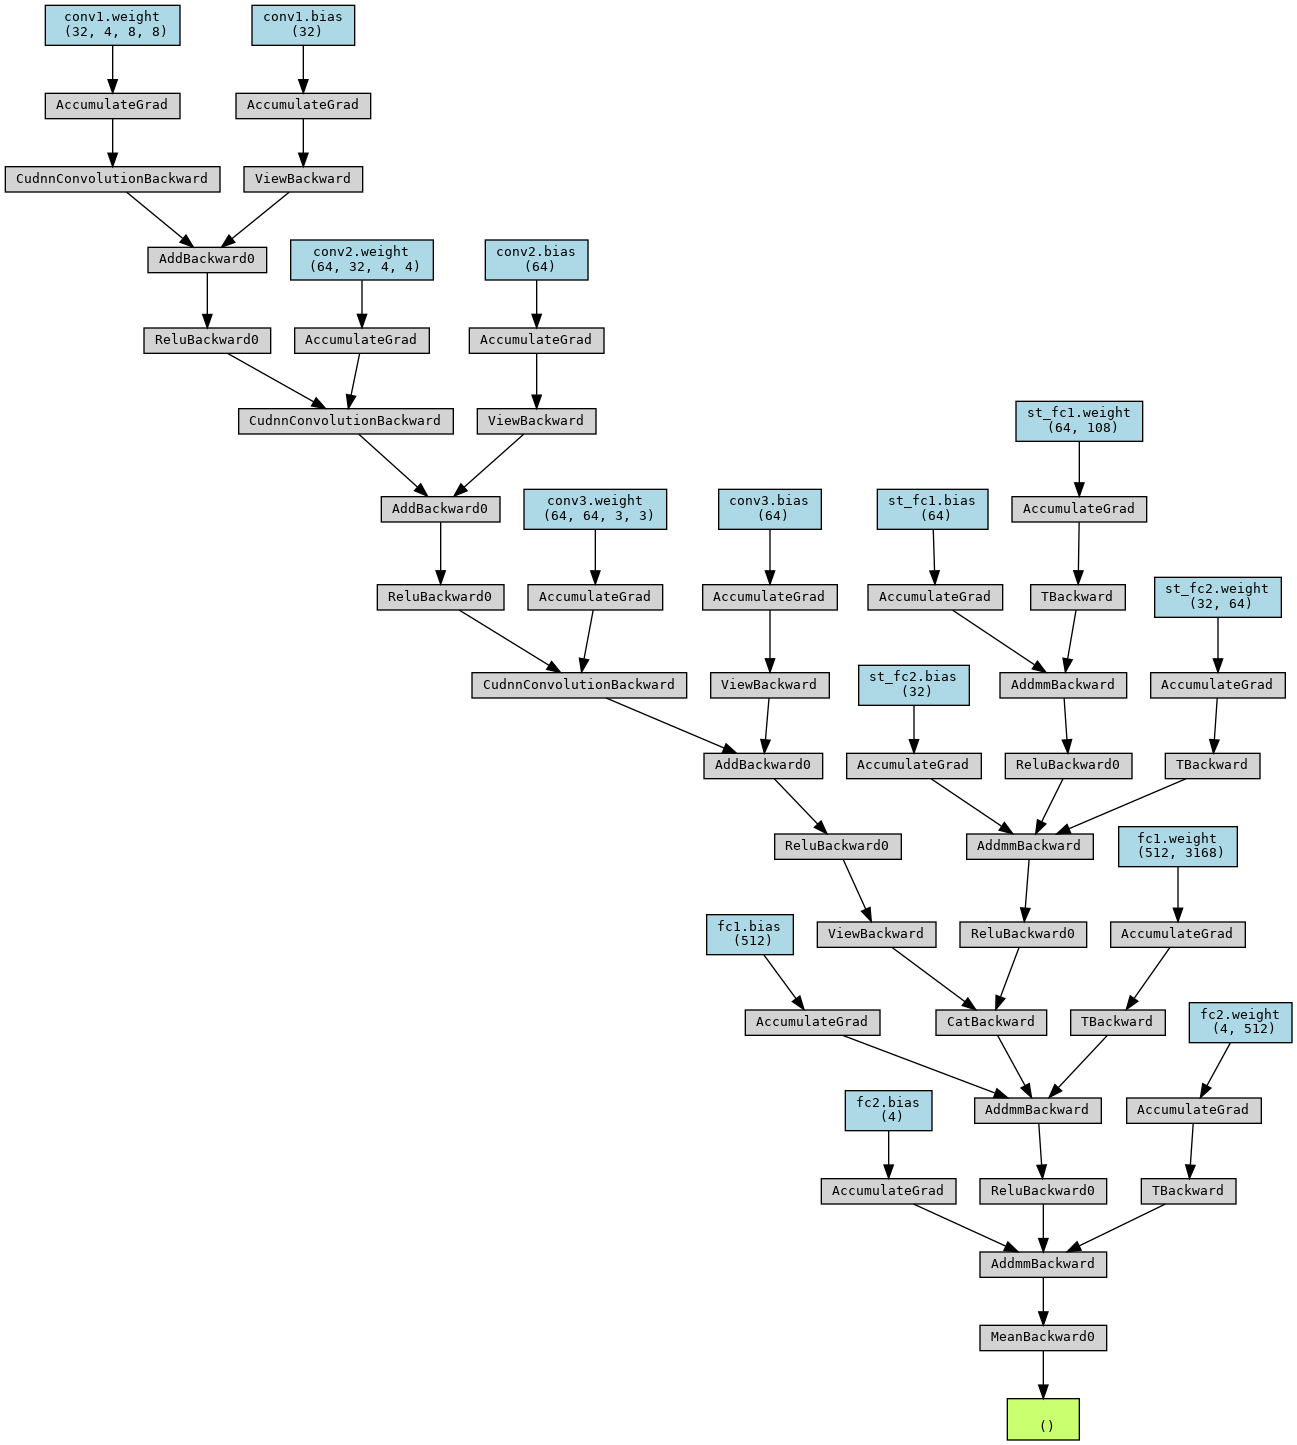 conv1.weight
(32, 4, 8, 8)
conv1.bias
(32)
AccumulateGrad
AccumulateGrad
CudnnConvolutionBackward
ViewBackward
AddBackward0
conv2.weight
(64, 32, 4, 4)
conv2.bias
(64)
ReluBackward0
AccumulateGrad
AccumulateGrad
CudnnConvolutionBackward
ViewBackward
st_fc1.weight
(64, 108)
AddBackward0
conv3.weight
(64, 64, 3, 3)
conv3.bias
(64)
st_fc1.bias
(64)
AccumulateGrad
ReluBackward0
AccumulateGrad
AccumulateGrad
AccumulateGrad
TBackward
st_fc2.weight
(32, 64)
CudnnConvolutionBackward
ViewBackward
st_fc2.bias
(32)
AddmmBackward
AccumulateGrad
AddBackward0
AccumulateGrad
ReluBackward0
TBackward
ReluBackward0
AddmmBackward
fc1.weight
(512, 3168)
fc1.bias
(512)
ViewBackward
ReluBackward0
AccumulateGrad
AccumulateGrad
CatBackward
TBackward
fc2.weight
(4, 512)
fc2.bias
(4)
AddmmBackward
AccumulateGrad
AccumulateGrad
ReluBackward0
TBackward
AddmmBackward
MeanBackward0
()